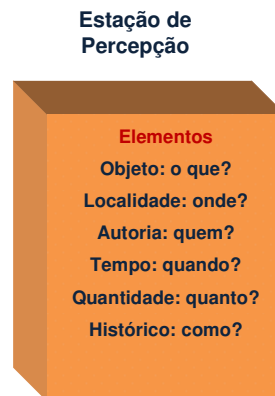 Estação de
Percepção
Elementos
Objeto: o que?
Localidade: onde?
Autoria: quem?
Tempo: quando?
Quantidade: quanto?
Histórico: como?